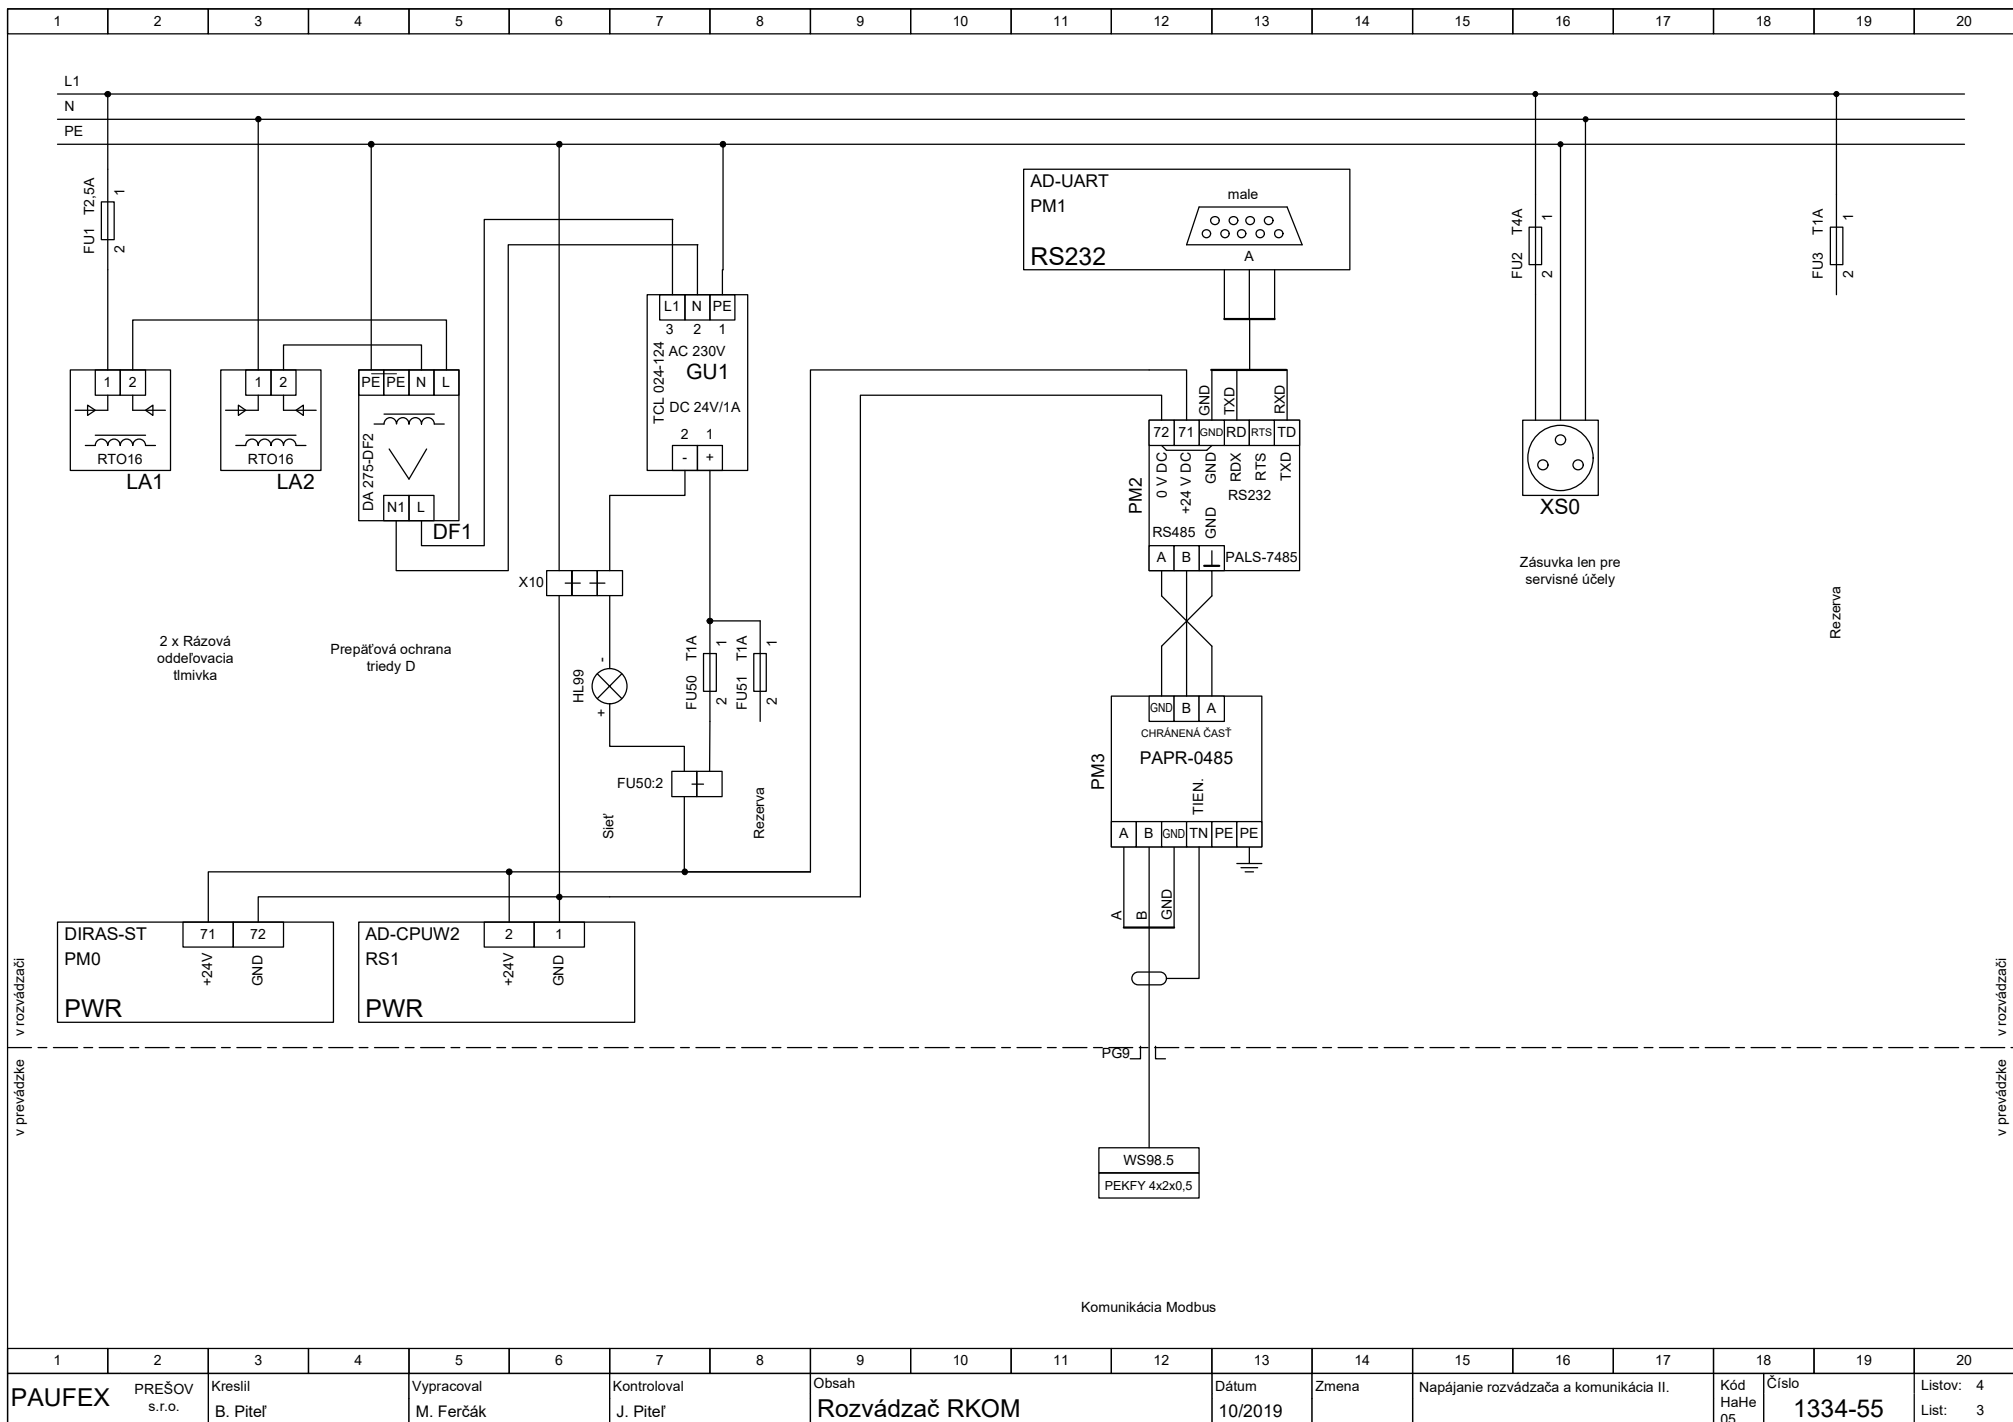 1 2 3 4 5 6 7 8 9 10 11 12 13 14 15 16 17 18 19 20
L1
N
PE
FU1 T2,5A
1
2
1 2
RTO16
LA1
1 2
RTO16
LA2
PE PE N L
DA 275-DF2
N1 L
DF1
2 x Rázová
oddeľovacia
tlmivka
Prepäťová ochrana
triedy D
L1 N PE
3 2 1
AC 230V
GU1
TCL 024-124
DC 24V/1A
2 1
- +
X10
HL99
-
+
FU50 T1A
1
2
FU51 T1A
1
2
FU50:2
Sieť
Rezerva
DIRAS-ST
PM0
PWR
71 72
+24V
GND
AD-CPUW2
RS1
PWR
2 1
+24V
GND
AD-UART
PM1
RS232
male
A
GND
TXD
RXD
72 71 GND RD RTS TD
0 V DC
+24 V DC
GND
RDX
RTS
TXD
RS232
PM2
RS485
GND
A B
PALS-7485
GND B A
CHRÁNENÁ ČASŤ
PAPR-0485
PM3
TIEN.
A B GND TN PE PE
A
B
GND
PG9
WS98.5
PEKFY 4x2x0,5
Komunikácia Modbus
FU2 T4A
1
2
XS0
Zásuvka len pre
servisné účely
FU3 T1A
1
2
Rezerva
v rozvádzači
v prevádzke
v rozvádzači
v prevádzke
1 2 3 4 5 6 7 8 9 10 11 12 13 14 15 16 17 18 19 20
PAUFEX
PREŠOV
s.r.o.
Kreslil
B. Piteľ
Vypracoval
M. Ferčák
Kontroloval
J. Piteľ
Obsah
Rozvádzač RKOM
Dátum
10/2019
Zmena
Napájanie rozvádzača a komunikácia II.
Kód
HaHe
05
Číslo
1334-55
Listov: 4
List: 3